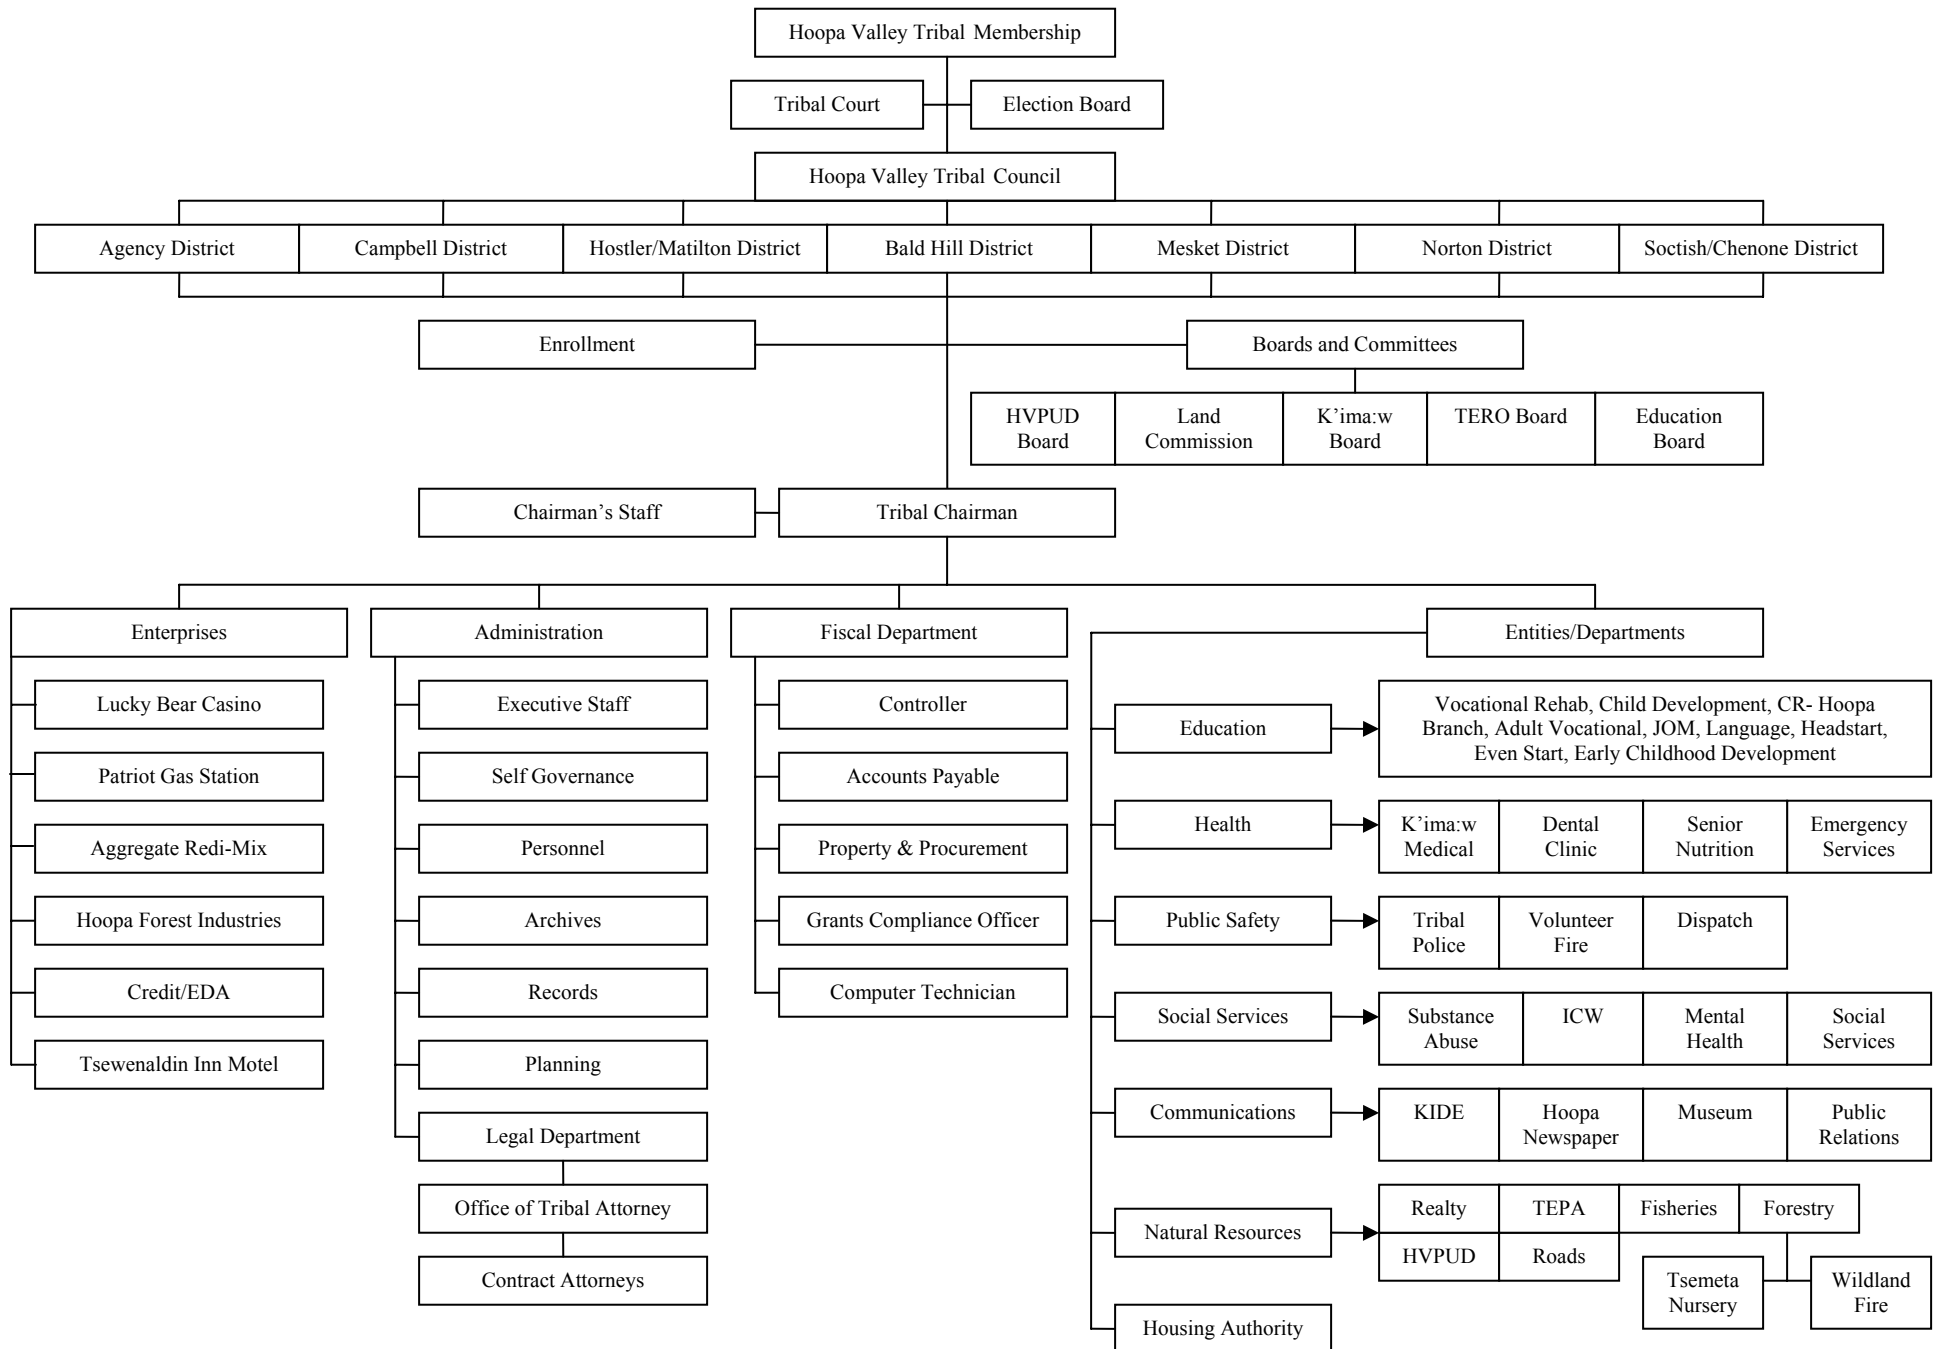 Hoopa Valley Tribal Membership
Tribal Court
Election Board
Hoopa Valley Tribal Council
Agency District
Campbell District
Hostler/Matilton District
Bald Hill District
Mesket District
Norton District
Soctish/Chenone District
Enrollment
Boards and Committees
HVPUD
Board
Land
Commission
K’ima:w
Board
TERO Board
Education
Board
Chairman’s Staff
Tribal Chairman
Enterprises
Lucky Bear Casino
Patriot Gas Station
Aggregate Redi-Mix
Hoopa Forest Industries
Credit/EDA
Tsewenaldin Inn Motel
Administration
Executive Staff
Self Governance
Personnel
Archives
Records
Planning
Legal Department
Office of Tribal Attorney
Contract Attorneys
Fiscal Department
Controller
Accounts Payable
Property & Procurement
Grants Compliance Officer
Computer Technician
Entities/Departments
Education
Vocational Rehab, Child Development, CR- Hoopa
Branch, Adult Vocational, JOM, Language, Headstart,
Even Start, Early Childhood Development
Health
K’ima:w
Medical
Dental
Clinic
Senior
Nutrition
Emergency
Services
Public Safety
Tribal
Police
Volunteer
Fire
Dispatch
Social Services
Substance
Abuse
ICW
Mental
Health
Social
Services
Communications
KIDE
Hoopa
Newspaper
Museum
Public
Relations
Natural Resources
Realty
TEPA
Fisheries
Forestry
HVPUD
Roads
Tsemeta
Nursery
Wildland
Fire
Housing Authority